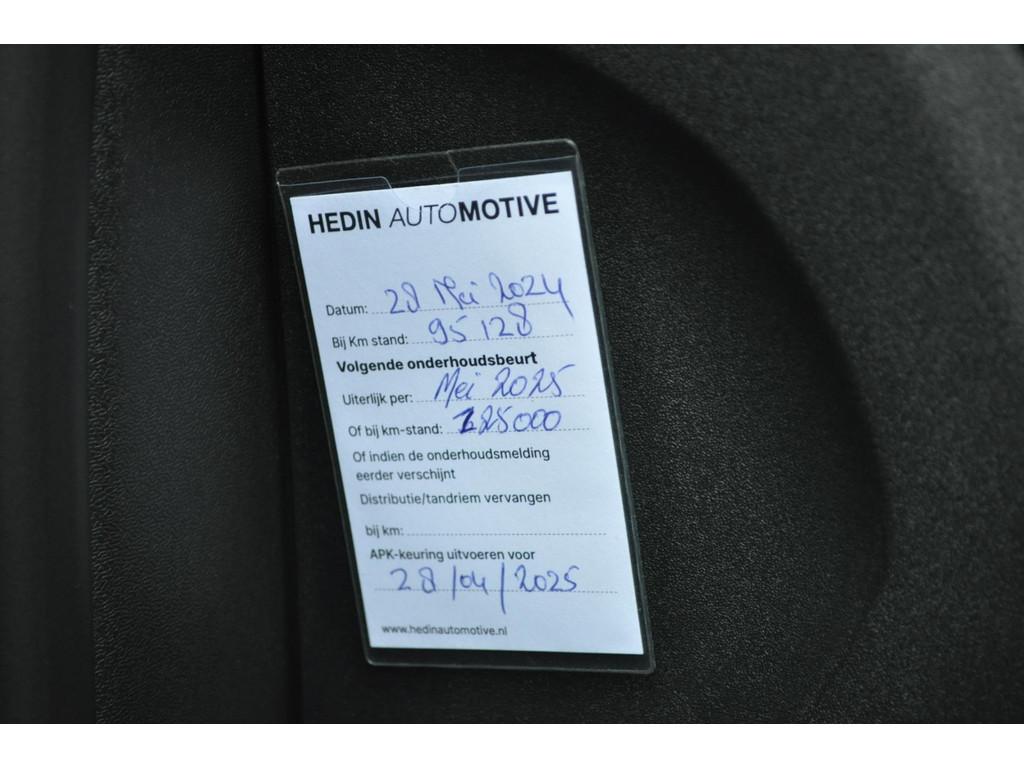 HEDIN AUTOMOTIVE
Datum: 28 Mei 2024
Bij Km stand: 95 128
Volgende onderhoudsbeurt
Uiterlijk per: Mei 2025
Of bij km-stand: 125000
Of indien de onderhoudsmelding
eerder verschijnt
Distributie/tandriem vervangen
bij km:
APK-keuring uitvoeren voor
28/04/2025
www.hedinautomotive.nl